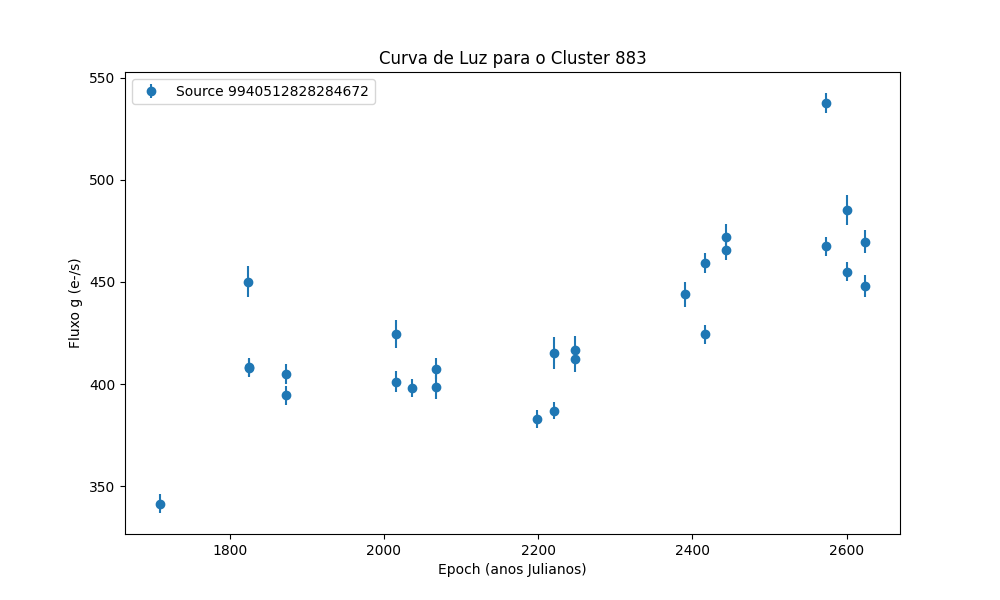 Curva de Luz para o Cluster 883
Source 9940512828284672
Fluxo g (e-/s)
550
500
450
400
350
1800 2000 2200 2400 2600
Epoch (anos Julianos)